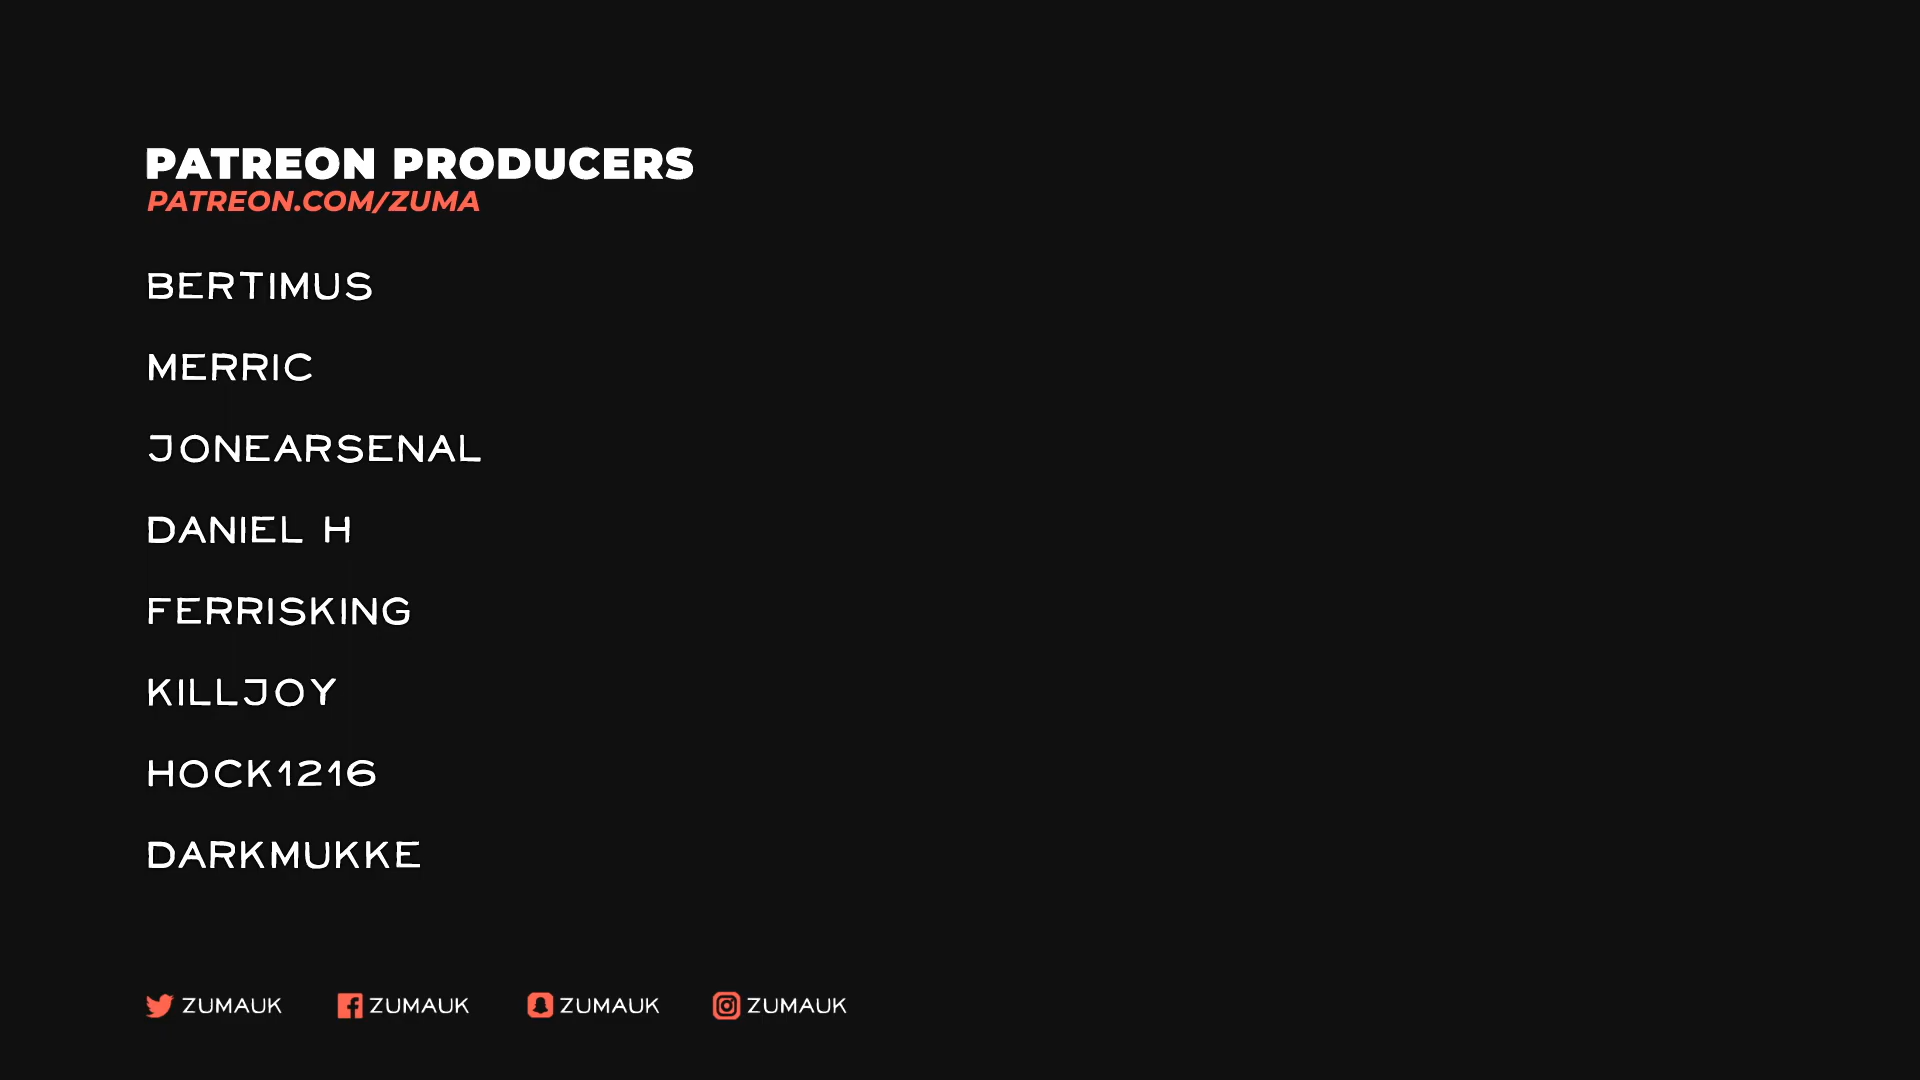 PATREON PRODUCERS
PATREON.COM/ZUMA
BERTIMUS
MERRIC
JONEARSENAL
DANIEL H
FERRISKING
KILLJOY
HOCK1216
DARKMUKKE
ZUMAUK ZUMAUK ZUMAUK ZUMAUK